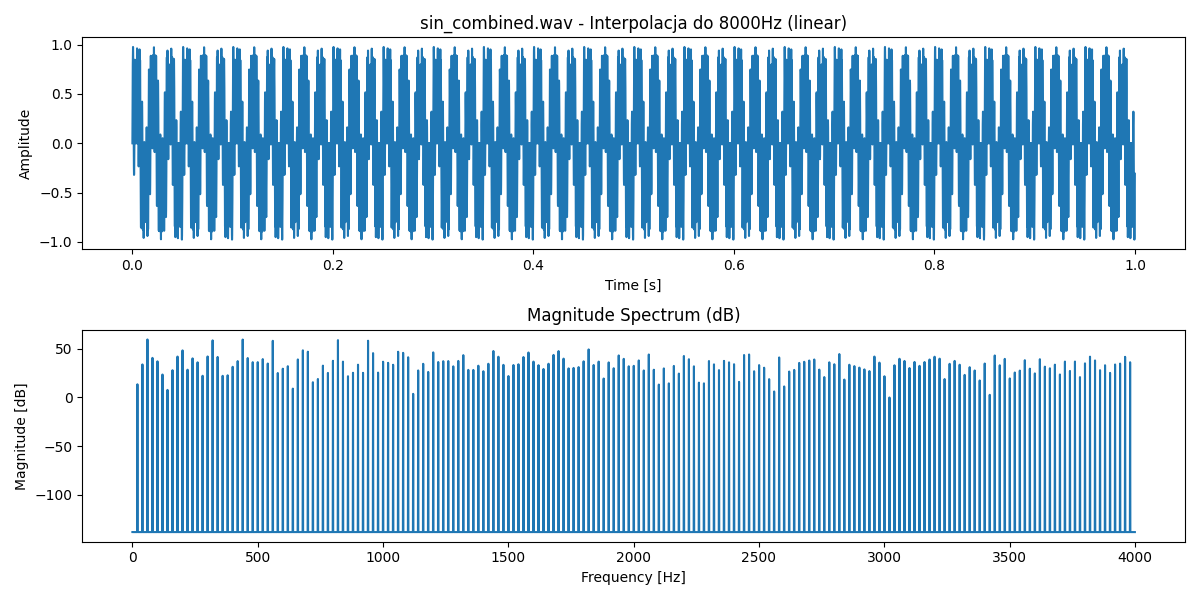 sin_combined.wav - Interpolacja do 8000Hz (linear)
1.0
0.5
0.0
−0.5
−1.0
Amplitude
0.0 0.2 0.4 0.6 0.8 1.0
Time [s]
Magnitude Spectrum (dB)
50
0
−50
−100
Magnitude [dB]
0 500 1000 1500 2000 2500 3000 3500 4000
Frequency [Hz]